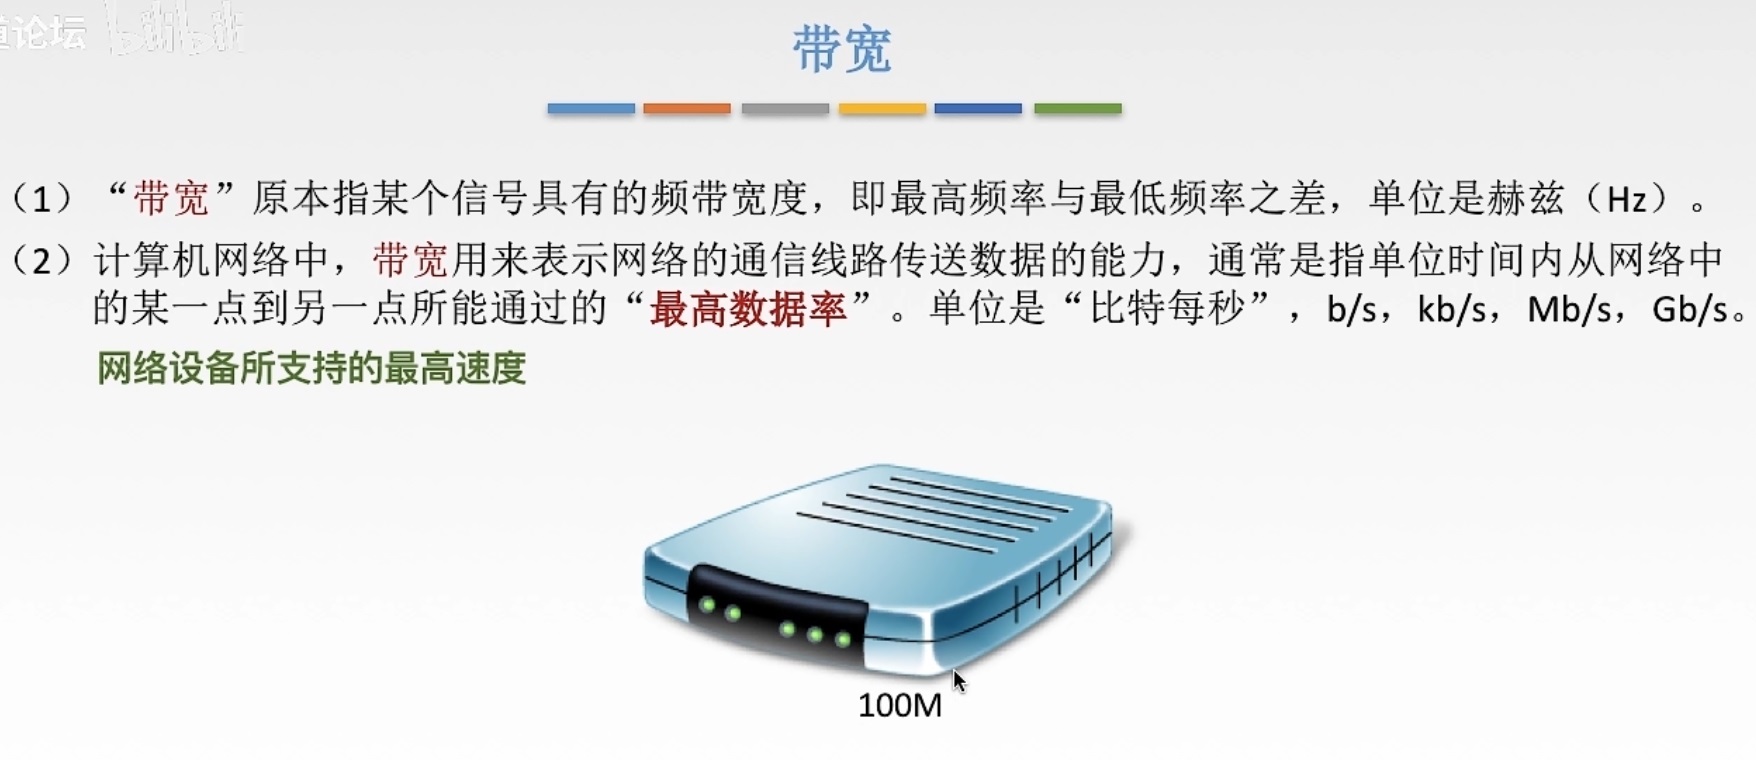 道论坛 bilibili
带宽
（1）“带宽”原本指某个信号具有的频带宽度，即最高频率与最低频率之差，单位是赫兹（Hz）。
（2）计算机网络中，带宽用来表示网络的通信线路传送数据的能力，通常是指单位时间内从网络中
的某一点到另一点所能通过的“最高数据率”。单位是“比特每秒”，b/s，kb/s，Mb/s，Gb/s。
网络设备所支持的最高速度
100M